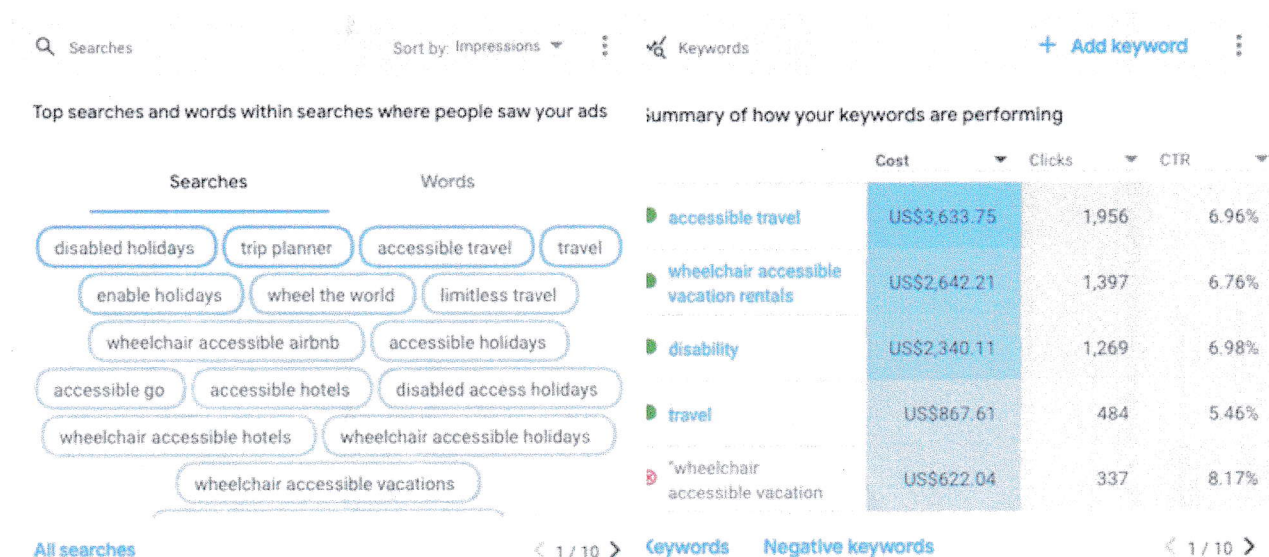 Searches
Sort by: Impressions
Top searches and words within searches where people saw your ads
Searches
Words
disabled holidays
trip planner
accessible travel
travel
enable holidays
wheel the world
limitless travel
wheelchair accessible airbnb
accessible holidays
accessible go
accessible hotels
disabled access holidays
wheelchair accessible hotels
wheelchair accessible holidays
wheelchair accessible vacations
All searches
< 1 / 10 >
Keywords
+ Add keyword
Summary of how your keywords are performing
Cost
Clicks
CTR
accessible travel
US$3,633.75
1,956
6.96%
wheelchair accessible
vacation rentals
US$2,642.21
1,397
6.76%
disability
US$2,340.11
1,269
6.98%
travel
US$867.61
484
5.46%
"wheelchair
accessible vacation
US$622.04
337
8.17%
Keywords
Negative keywords
< 1 / 10 >